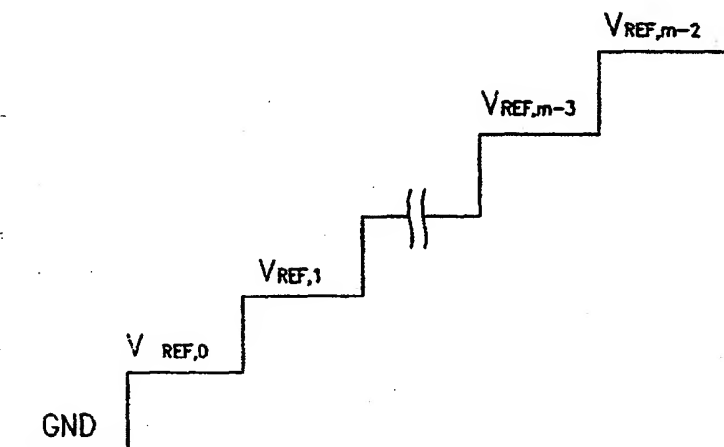 VREF,m-2
VREF,m-3
VREF,1
V REF,0
GND